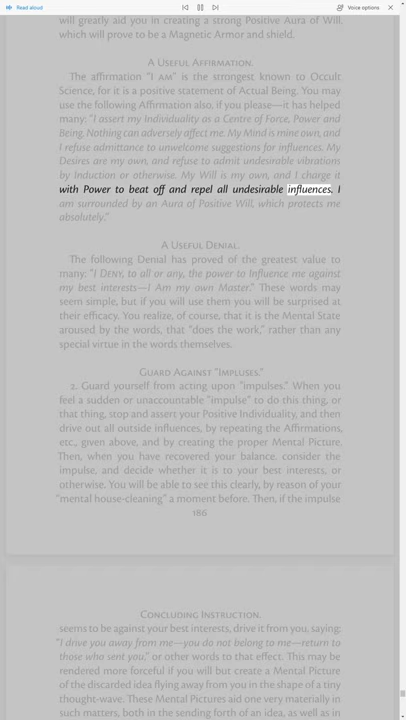 Read aloud
Voice options
will greatly aid you in creating a strong Positive Aura of Will,
which will prove to be a Magnetic Armor and shield.
A Useful Affirmation.
The affirmation "I am" is the strongest known to Occult
Science, for it is a positive statement of Actual Being. You may
use the following Affirmation also, if you please—it has helped
many: "I assert my Individuality as a Centre of Force, Power and
Being. Nothing can adversely affect me. My Mind is mine own, and
I refuse admittance to unwelcome suggestions for influences. My
Desires are my own, and refuse to admit undesirable vibrations
by Induction or otherwise. My Will is my own, and I charge it
with Power to beat off and repel all undesirable influences. I
am surrounded by an Aura of Positive Will, which protects me
absolutely."
A Useful Denial.
The following Denial has proved of the greatest value to
many: "I Deny, to all or any, the power to Influence me against
my best interests—I Am my own Master." These words may
seem simple, but if you will use them you will be surprised at
their efficacy. You realize, of course, that it is the Mental State
aroused by the words, that "does the work," rather than any
special virtue in the words themselves.
Guard Against "Impluses."
2. Guard yourself from acting upon "impulses." When you
feel a sudden or unaccountable "impulse" to do this thing, or
that thing, stop and assert your Positive Individuality, and then
drive out all outside influences, by repeating the Affirmations,
etc., given above, and by creating the proper Mental Picture.
Then, when you have recovered your balance, consider the
impulse, and decide whether it is to your best interests, or
otherwise. You will be able to see this clearly, by reason of your
"mental house-cleaning" a moment before. Then, if the impulse
186
Concluding Instruction.
seems to be against your best interests, drive it from you, saying:
"I drive you away from me—you do not belong to me—return to
those who sent you," or other words to that effect. This may be
rendered more forceful if you will but create a Mental Picture
of the discarded idea flying away from you in the shape of a tiny
thought-wave. These Mental Pictures aid one very materially in
such matters, both in the sending forth of an idea, as well as in